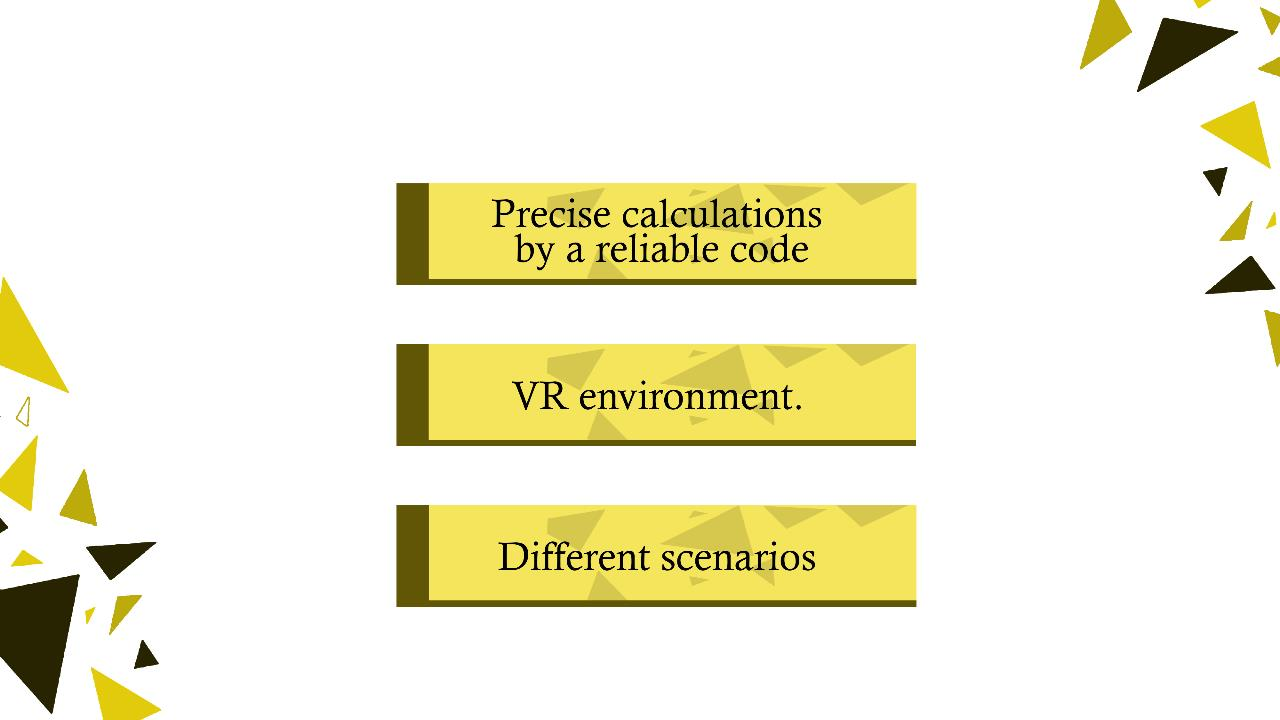 Precise calculations
by a reliable code
VR environment.
Different scenarios